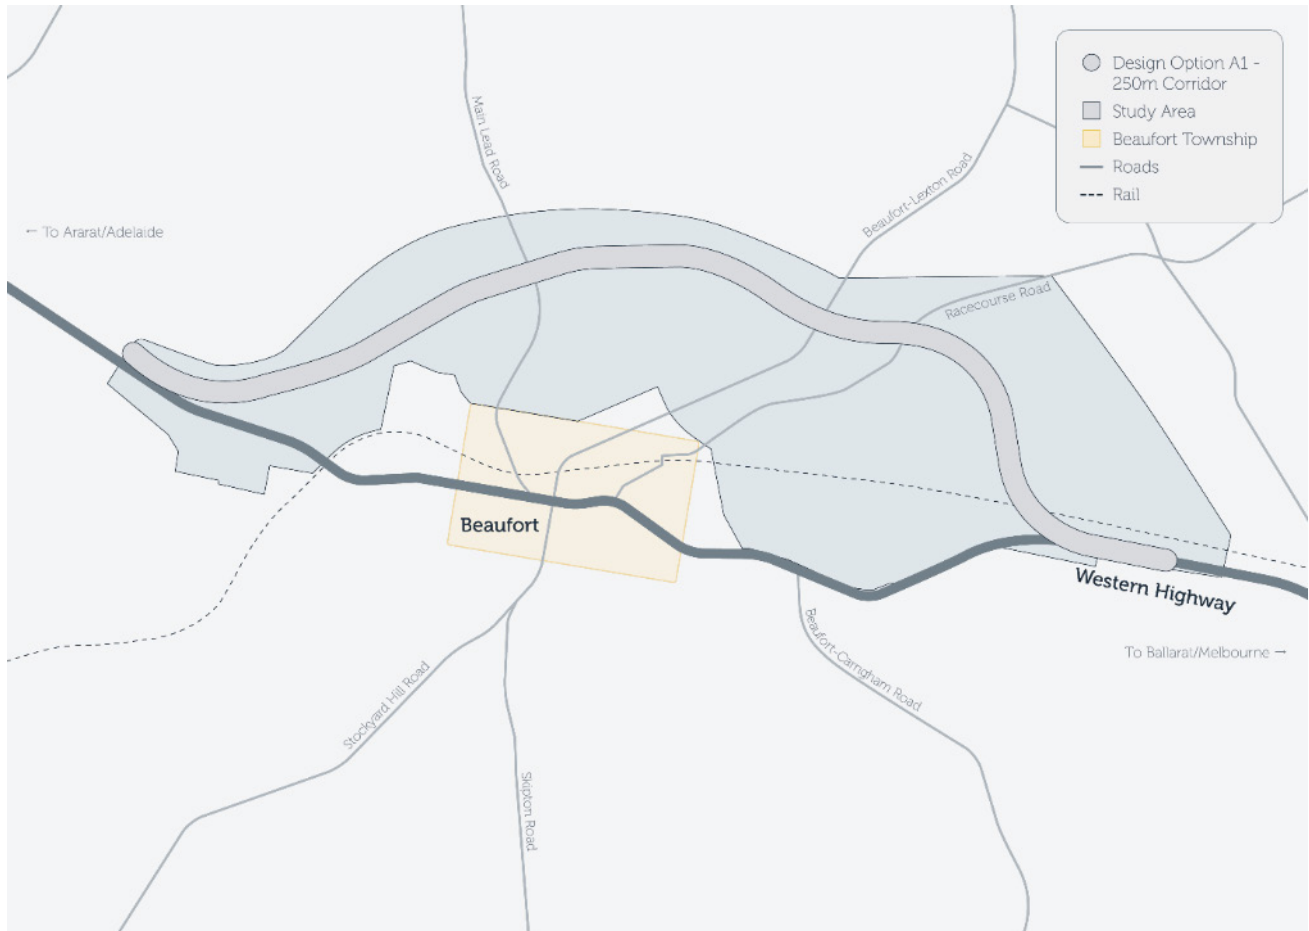 Design Option A1 -
250m Corridor
Study Area
Beaufort Township
Roads
Rail
Main Lead Road
Beaufort-Lexton Road
← To Ararat/Adelaide
Racecourse Road
Beaufort
Western Highway
To Ballarat/Melbourne →
Beaufort-Carngham Road
Stockyard Hill Road
Skipton Road